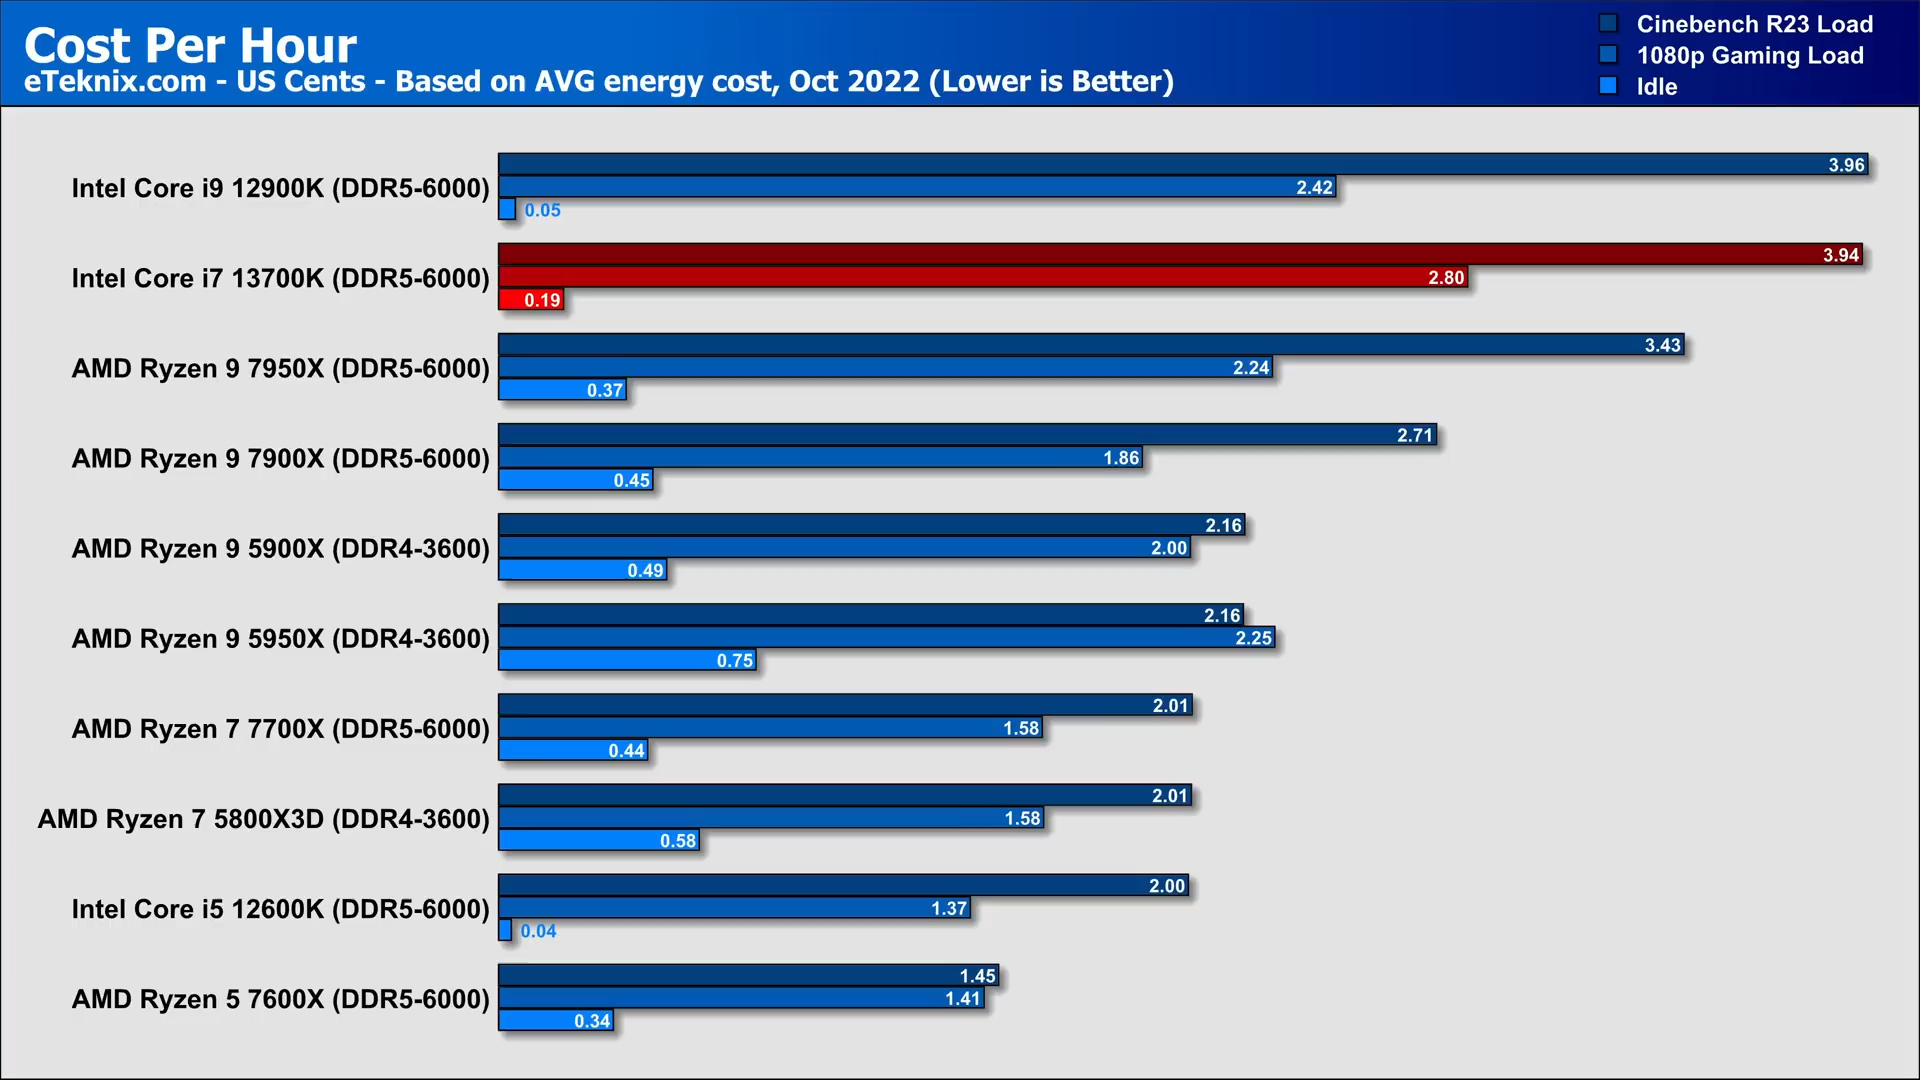 Cost Per Hour
eTeknix.com - US Cents - Based on AVG energy cost, Oct 2022 (Lower is Better)
Cinebench R23 Load
1080p Gaming Load
Idle
Intel Core i9 12900K (DDR5-6000)
3.96
2.42
0.05
Intel Core i7 13700K (DDR5-6000)
3.94
2.80
0.19
AMD Ryzen 9 7950X (DDR5-6000)
3.43
2.24
0.37
AMD Ryzen 9 7900X (DDR5-6000)
2.71
1.86
0.45
AMD Ryzen 9 5900X (DDR4-3600)
2.16
2.00
0.49
AMD Ryzen 9 5950X (DDR4-3600)
2.16
2.25
0.75
AMD Ryzen 7 7700X (DDR5-6000)
2.01
1.58
0.44
AMD Ryzen 7 5800X3D (DDR4-3600)
2.01
1.58
0.58
Intel Core i5 12600K (DDR5-6000)
2.00
1.37
0.04
AMD Ryzen 5 7600X (DDR5-6000)
1.45
1.41
0.34